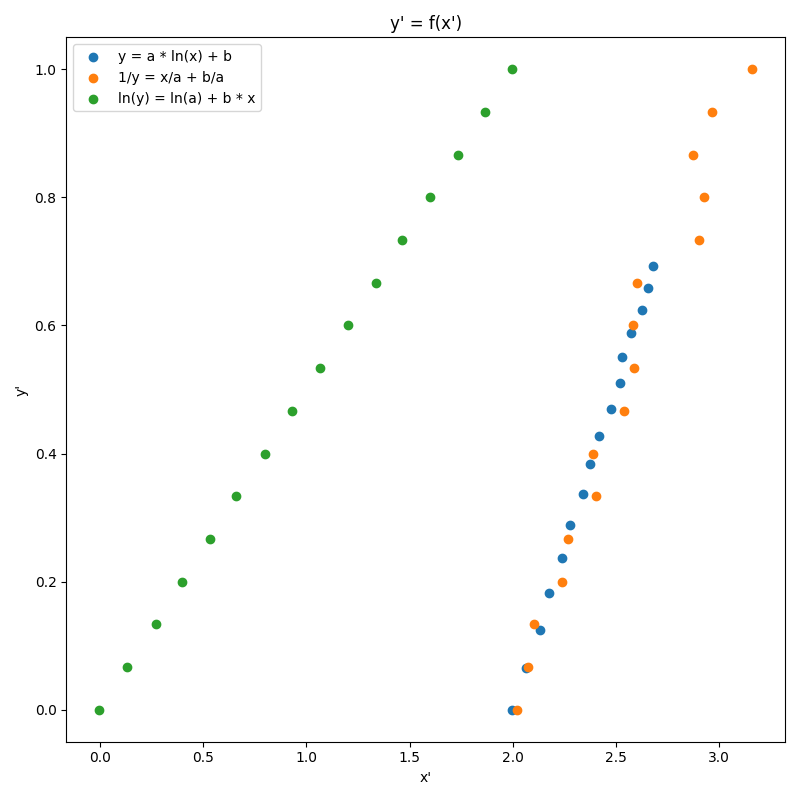 y' = f(x')
y = a * ln(x) + b
1/y = x/a + b/a
ln(y) = ln(a) + b * x
1.0
0.8
0.6
0.4
0.2
0.0
y'
0.0 0.5 1.0 1.5 2.0 2.5 3.0
x'